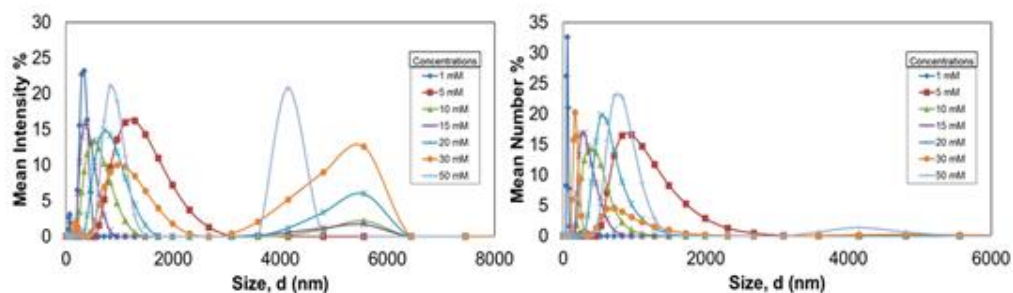 30
25
20
15
10
5
0
Mean Intensity %
0 2000 4000 6000 8000
Size, d (nm)
Concentrations
1 mM
5 mM
10 mM
15 mM
20 mM
30 mM
50 mM
35
30
25
20
15
10
5
0
Mean Number %
0 2000 4000 6000
Size, d (nm)
Concentrations
1 mM
5 mM
10 mM
15 mM
20 mM
30 mM
50 mM